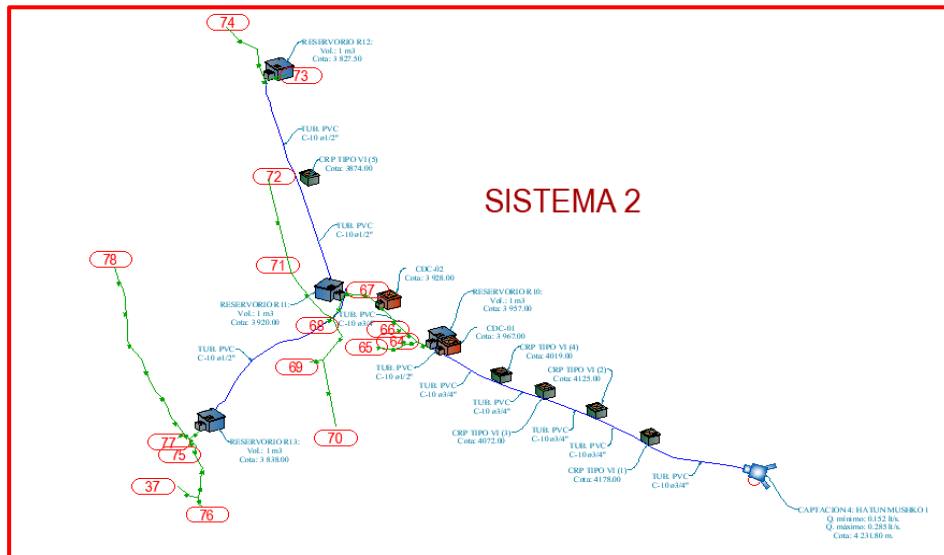 74
RESERVORIO R12:
Vol.: 1 m3
Cota: 3 827.50
73
TUB. PVC
C-10 ø1/2"
CRP TIPO VI (5)
Cota: 3874.00
72
SISTEMA 2
TUB. PVC
C-10 ø1/2"
78
71
CDC-02
Cota: 3 928.00
67
RESERVORIO R11:
Vol.: 1 m3
Cota: 3 920.00
RESERVORIO R10:
Vol.: 1 m3
Cota: 3 957.00
TUB. PVC
C-10 ø3/4"
68
66
CDC-01
Cota: 3 967.00
64
65
TUB. PVC
C-10 ø1/2"
CRP TIPO VI (4)
Cota: 4019.00
69
TUB. PVC
C-10 ø1/2"
TUB. PVC
C-10 ø3/4"
CRP TIPO VI (2)
Cota: 4125.00
TUB. PVC
C-10 ø3/4"
70
CRP TIPO VI (3)
Cota: 4072.00
TUB. PVC
C-10 ø3/4"
TUB. PVC
C-10 ø3/4"
77
RESERVORIO R13:
Vol.: 1 m3
Cota: 3 838.00
75
CRP TIPO VI (1)
Cota: 4178.00
TUB. PVC
C-10 ø3/4"
37
76
CAPTACION 4: HATUN MUSHKO 1
Q. mínimo: 0.152 lt/s.
Q. máximo: 0.285 lt/s.
Cota: 4 231.80 m.